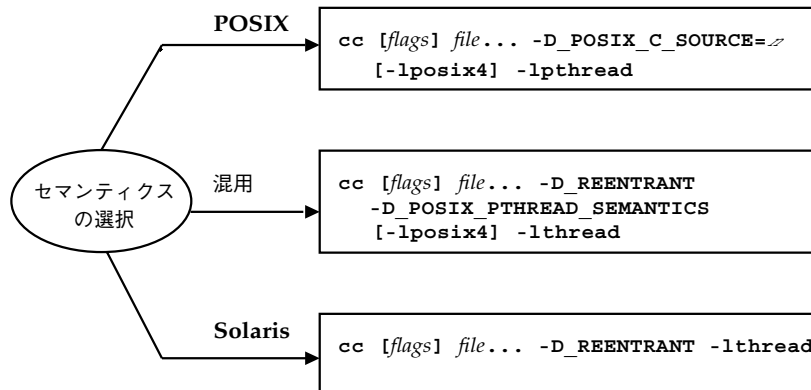 POSIX
cc [flags] file... -D_POSIX_C_SOURCE=
[-lposix4] -lpthread
セマンティクス
の選択
混用
cc [flags] file... -D_REENTRANT
-D_POSIX_PTHREAD_SEMANTICS
[-lposix4] -lthread
Solaris
cc [flags] file... -D_REENTRANT -lthread